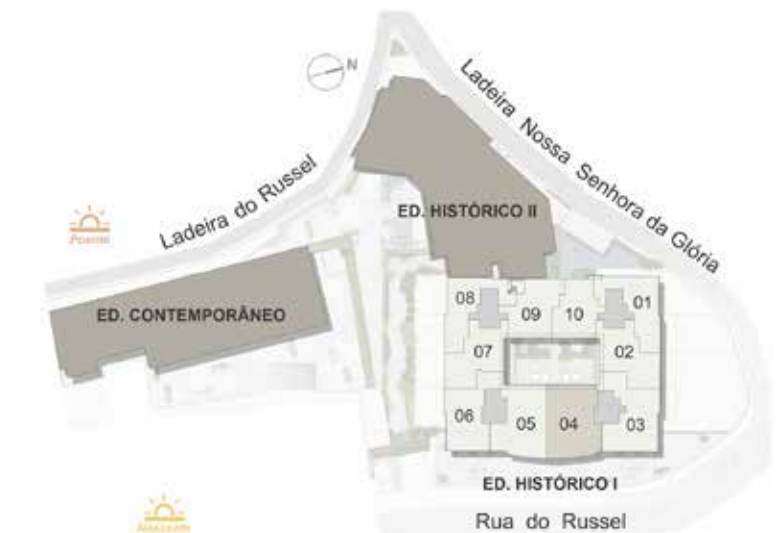 N
Ladeira Nossa Senhora da Glória
Ladeira do Russel
Poente
ED. HISTÓRICO II
ED. CONTEMPORÂNEO
08
09
10
01
07
02
06
05
04
03
ED. HISTÓRICO I
Rua do Russel
Nascente